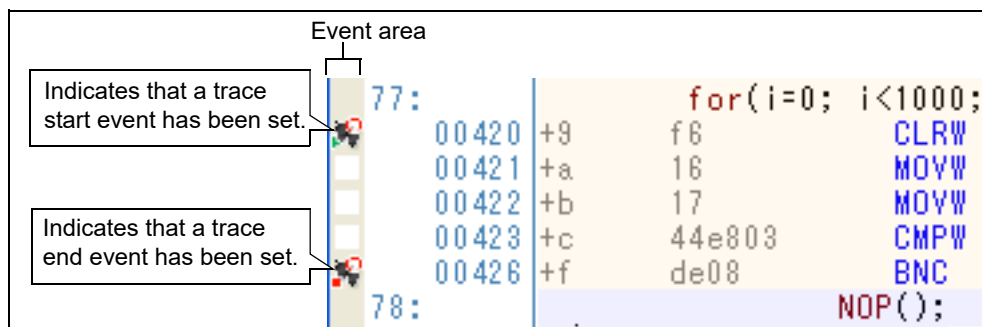 Event area
Indicates that a trace
start event has been set.
77: for(i=0; i<1000;
00420 +9 f6 CLRW
00421 +a 16 MOVW
00422 +b 17 MOVW
Indicates that a trace
end event has been set.
00423 +c 44e803 CMPW
00426 +f de08 BNC
78: NOP();